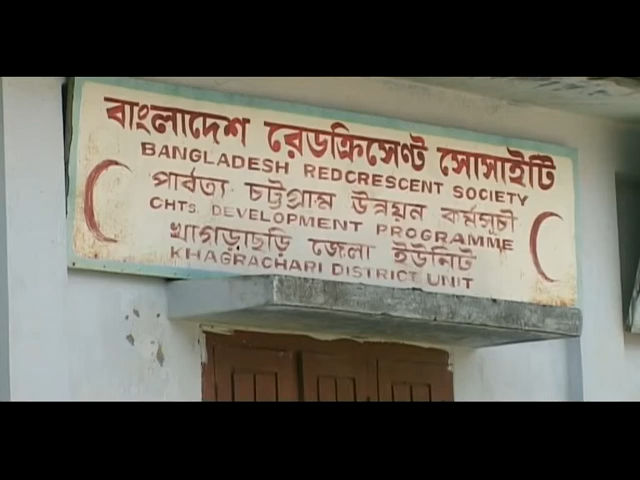 বাংলাদেশ রেডক্রিসেন্ট সোসাইটি
BANGLADESH REDCRESCENT SOCIETY
পার্বত্য চট্টগ্রাম উন্নয়ন কর্মসূচী
CHTS. DEVELOPMENT PROGRAMME
খাগড়াছড়ি জেলা ইউনিট
KHAGRACHARI DISTRICT UNIT